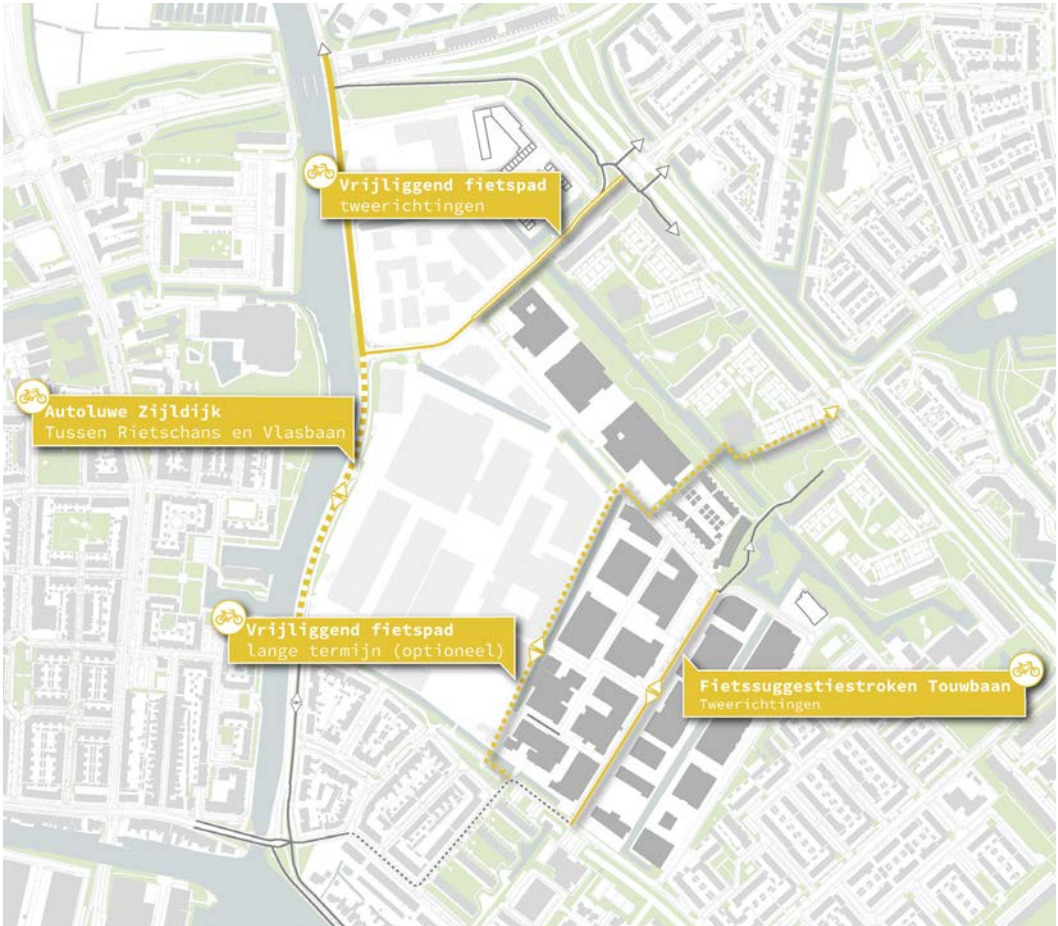 Vrijliggend fietspad
tweerichtingen
Autoluwe Zijldijk
Tussen Rietschans en Vlasbaan
Vrijliggend fietspad
lange termijn (optioneel)
Fietssuggestiestroken Touwbaan
Tweerichtingen